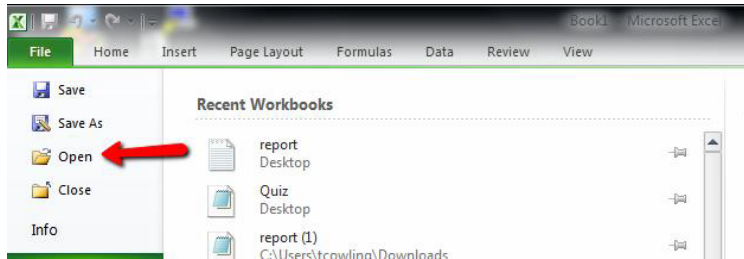 Book1 - Microsoft Excel
File Home Insert Page Layout Formulas Data Review View
Save
Save As
Open
Close
Info
Recent Workbooks
report
Desktop
Quiz
Desktop
report (1)
C:\Users\tcowling\Downloads